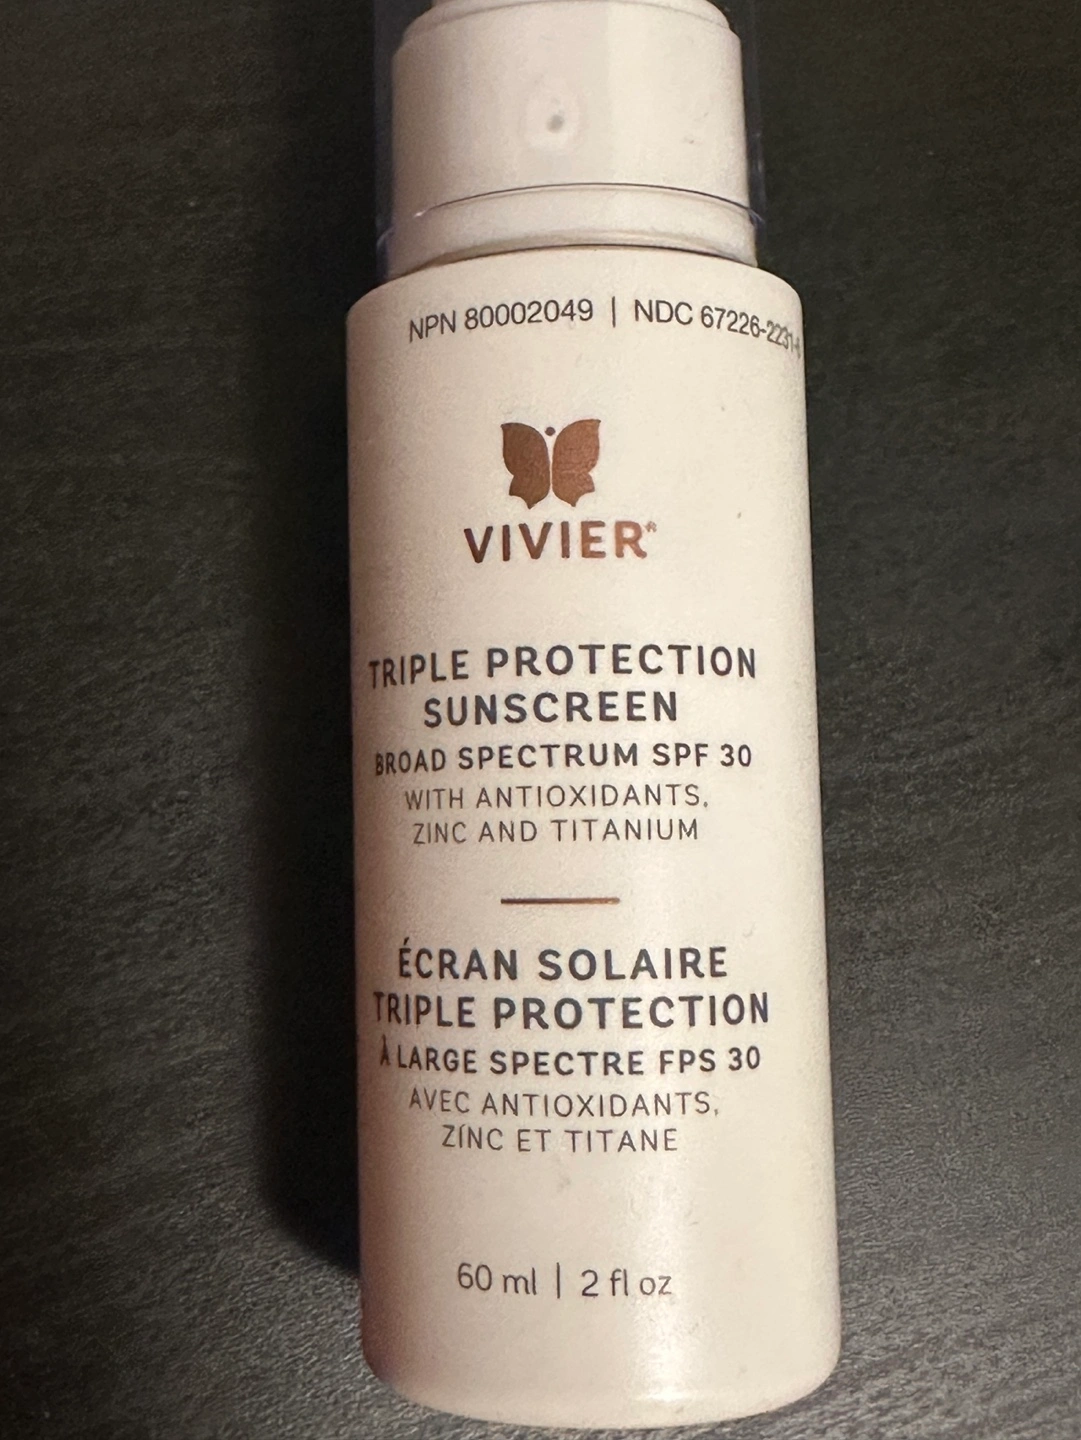 NPN 80002049 | NDC 67226-2231-6
VIVIER®
TRIPLE PROTECTION
SUNSCREEN
BROAD SPECTRUM SPF 30
WITH ANTIOXIDANTS,
ZINC AND TITANIUM
ÉCRAN SOLAIRE
TRIPLE PROTECTION
À LARGE SPECTRE FPS 30
AVEC ANTIOXIDANTS,
ZINC ET TITANE
60 ml | 2 fl oz